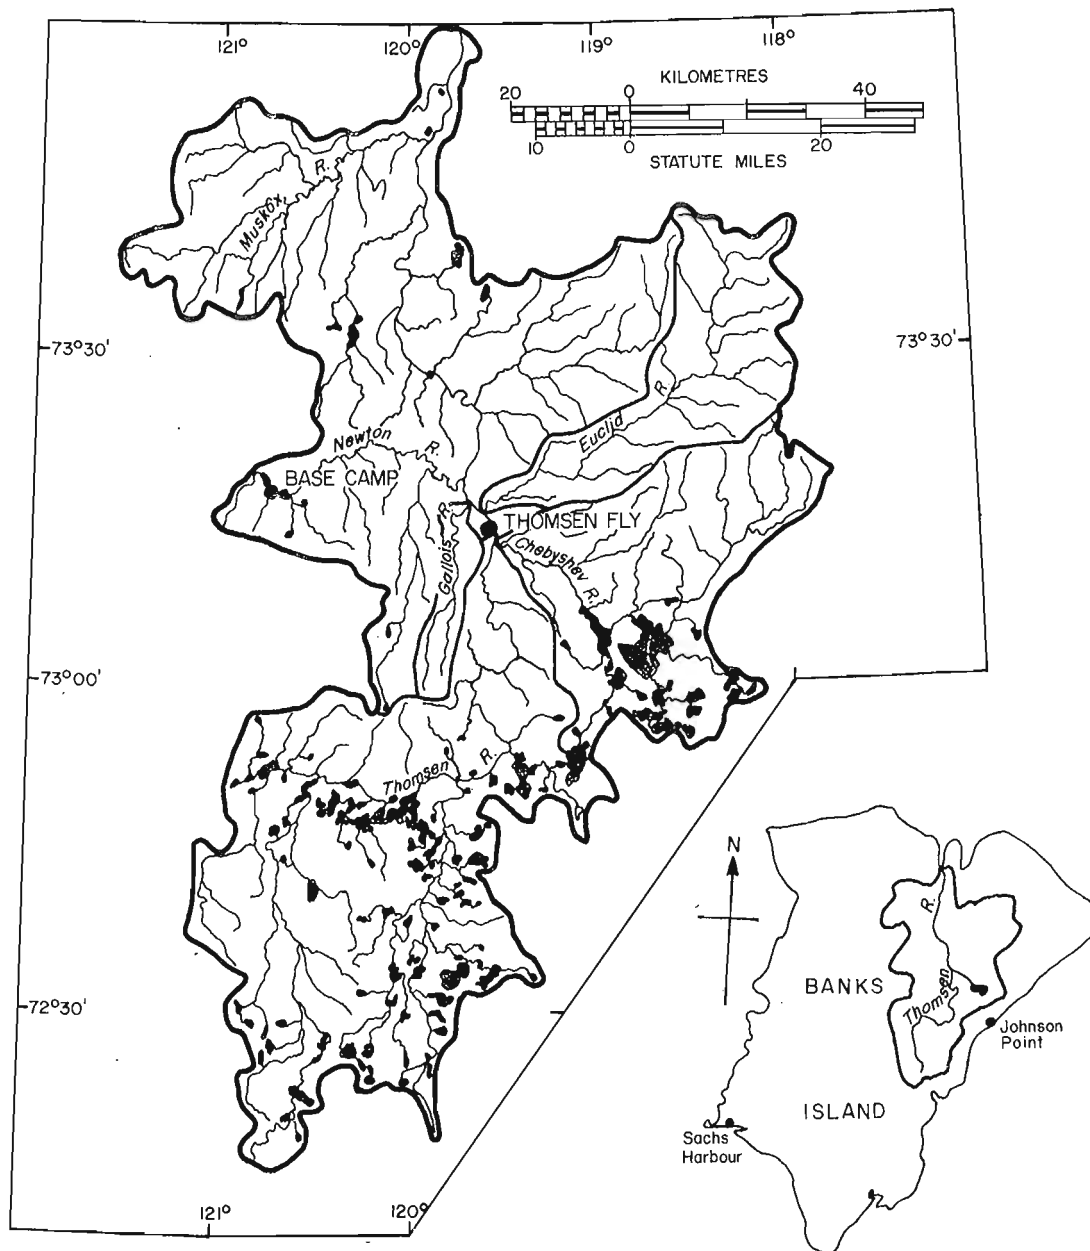 121°
120°
119°
118°
KILOMETRES
20
0
40
10
0
20
STATUTE MILES
Muskox
R.
73°30'
73°30'
Newton
R.
Euclid
R.
BASE CAMP
R.
Gallois
THOMSEN FLY
Chebyshev R.
73°00'
Thomsen
R.
72°30'
121°
120°
N
R.
BANKS
Thomsen
Johnson
Point
ISLAND
Sachs
Harbour